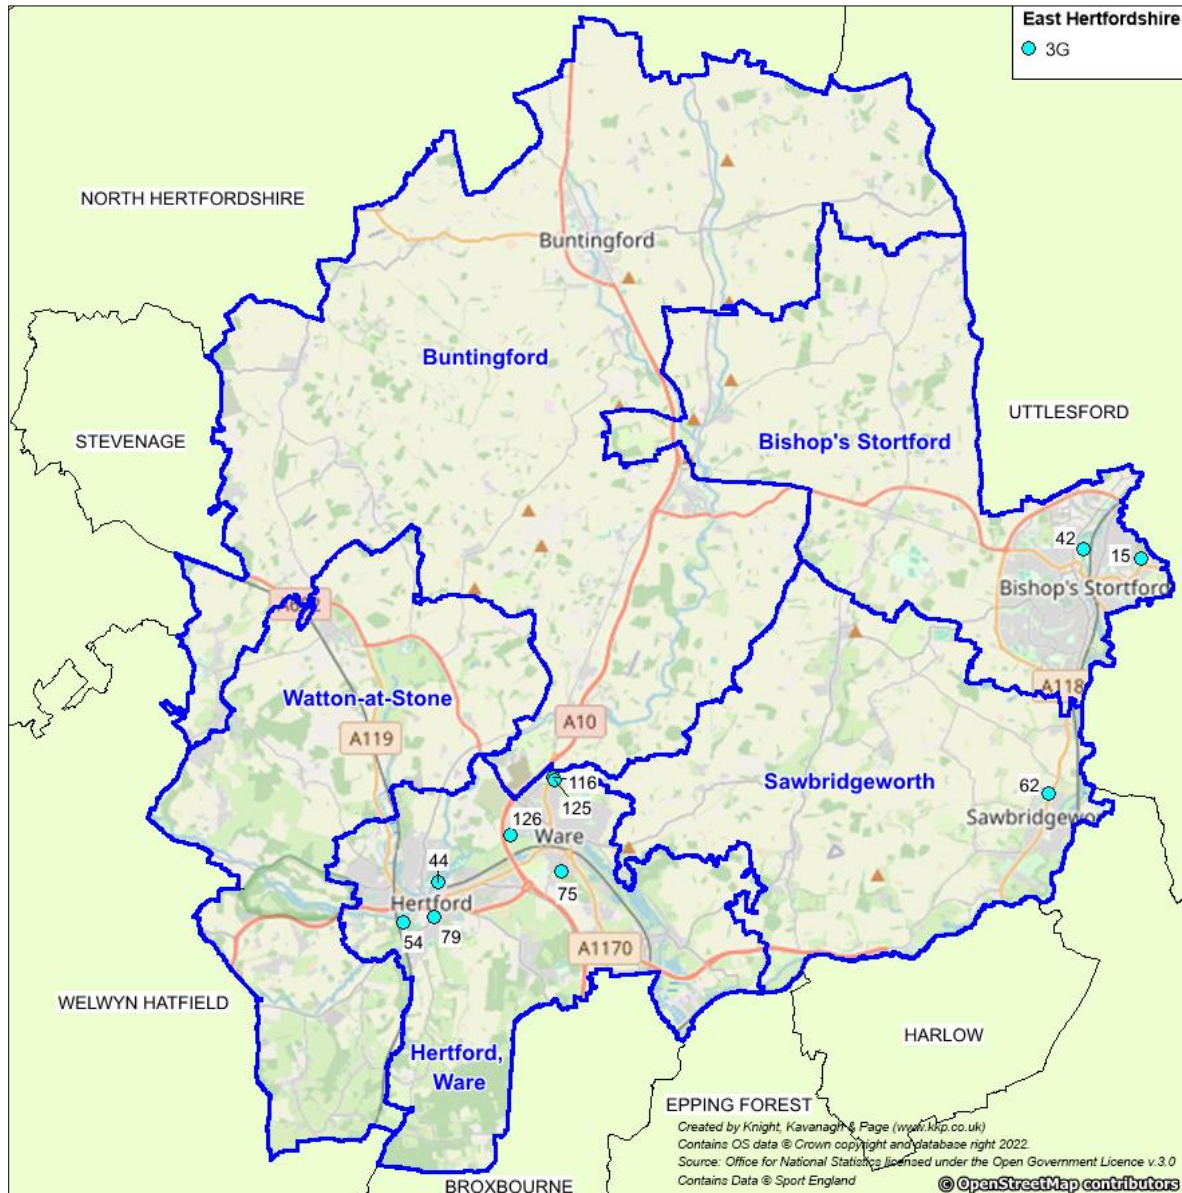 East Hertfordshire
3G
NORTH HERTFORDSHIRE
Buntingford
Buntingford
STEVENAGE
UTTLESFORD
Bishop's Stortford
42
15
Bishop's Stortford
A118
Watton-at-Stone
A119
A10
Sawbridgeworth
116
125
62
126
Ware
44
75
Hertford
54
79
A1170
WELWYN HATFIELD
HARLOW
Hertford,
Ware
EPPING FOREST
Created by Knight, Kavanagh & Page (www.kkp.co.uk)
Contains OS data © Crown copyright and database right 2022.
Source: Office for National Statistics licensed under the Open Government Licence v.3.0
Contains Data © Sport England
BROXBOURNE
© OpenStreetMap contributors